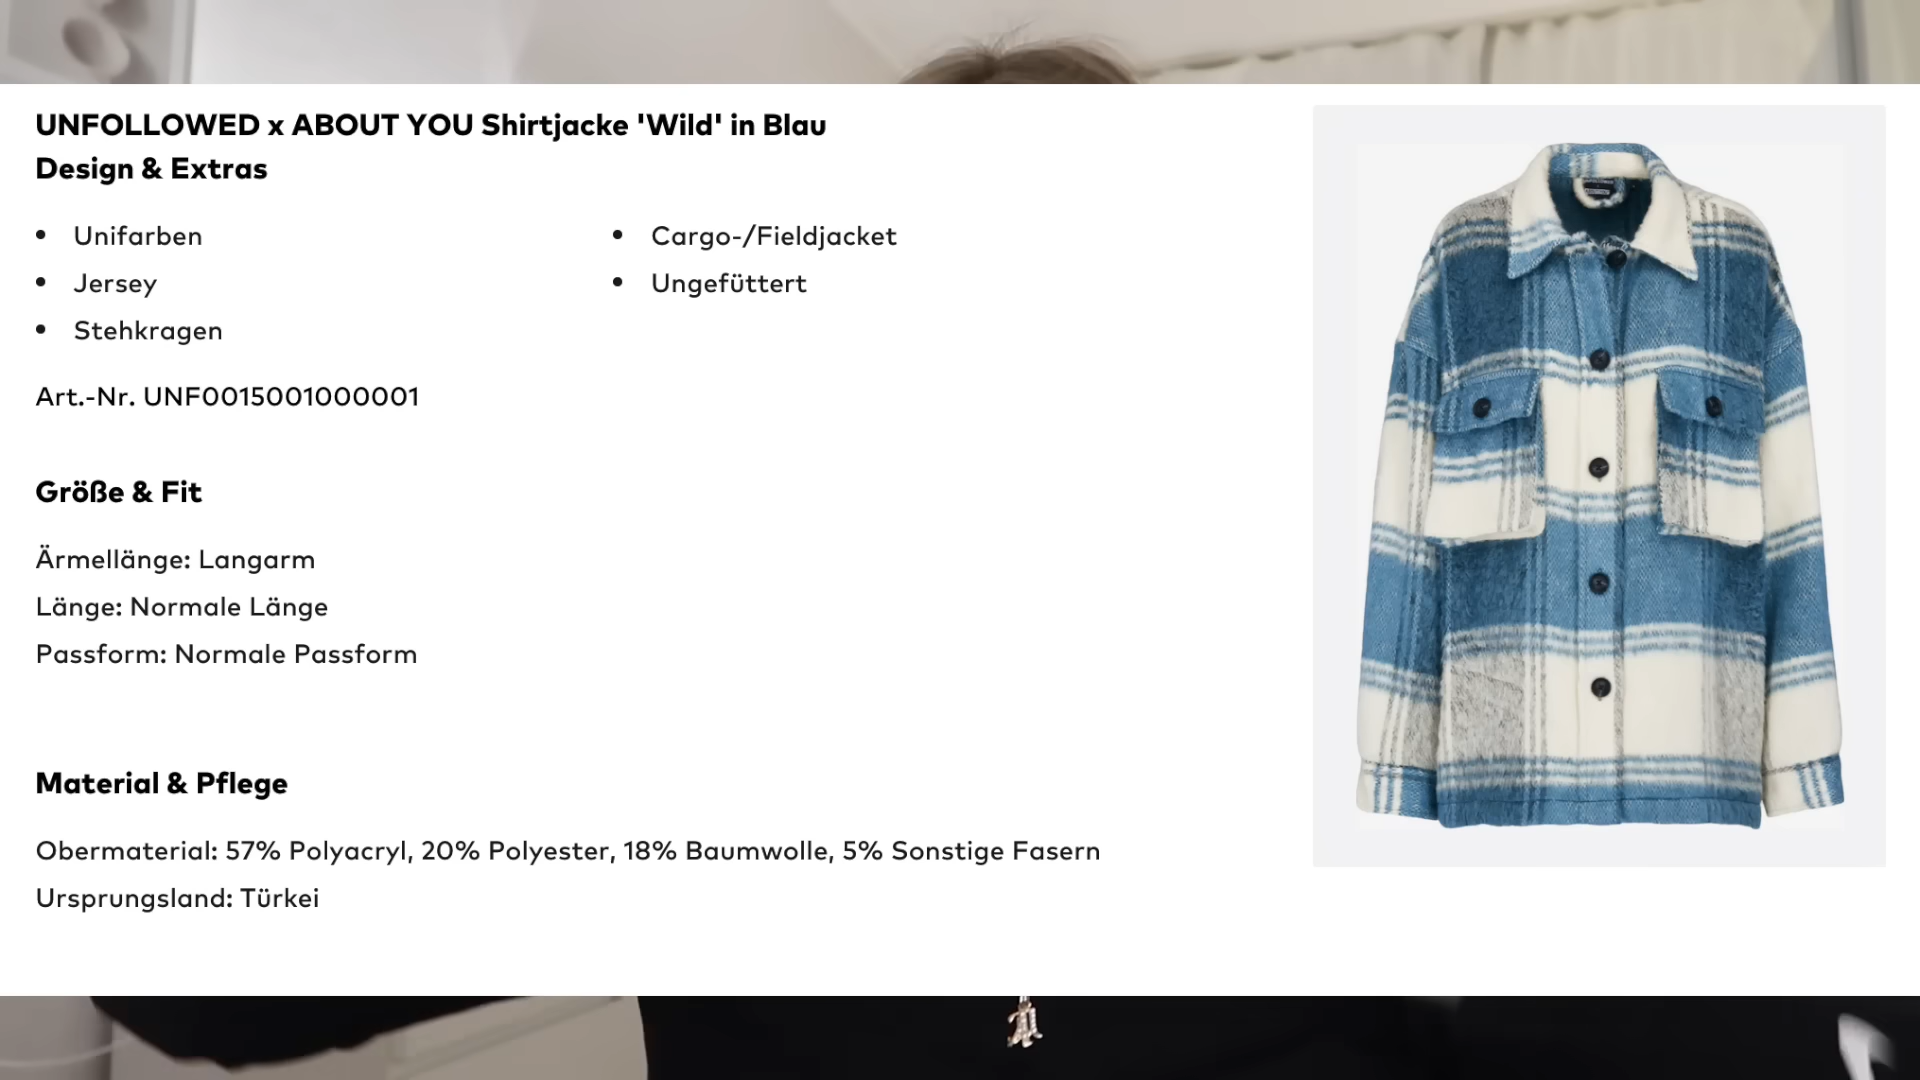 UNFOLLOWED x ABOUT YOU Shirtjacke 'Wild' in Blau
Design & Extras
• Unifarben
• Jersey
• Stehkragen
• Cargo-/Fieldjacket
• Ungefüttert
Art.-Nr. UNF0015001000001
Größe & Fit
Ärmellänge: Langarm
Länge: Normale Länge
Passform: Normale Passform
Material & Pflege
Obermaterial: 57% Polyacryl, 20% Polyester, 18% Baumwolle, 5% Sonstige Fasern
Ursprungsland: Türkei